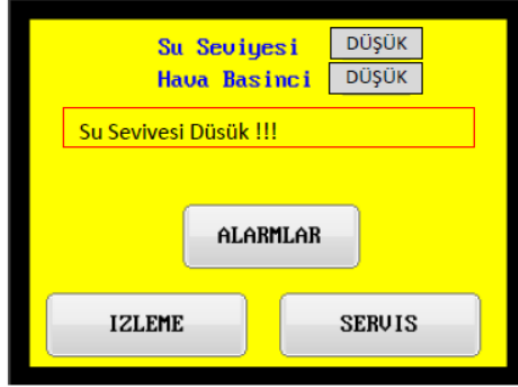 Su Seviyesi DÜŞÜK
Hava Basinci DÜŞÜK
Su Sevivesi Düsük !!!
ALARMLAR
IZLEME SERVIS